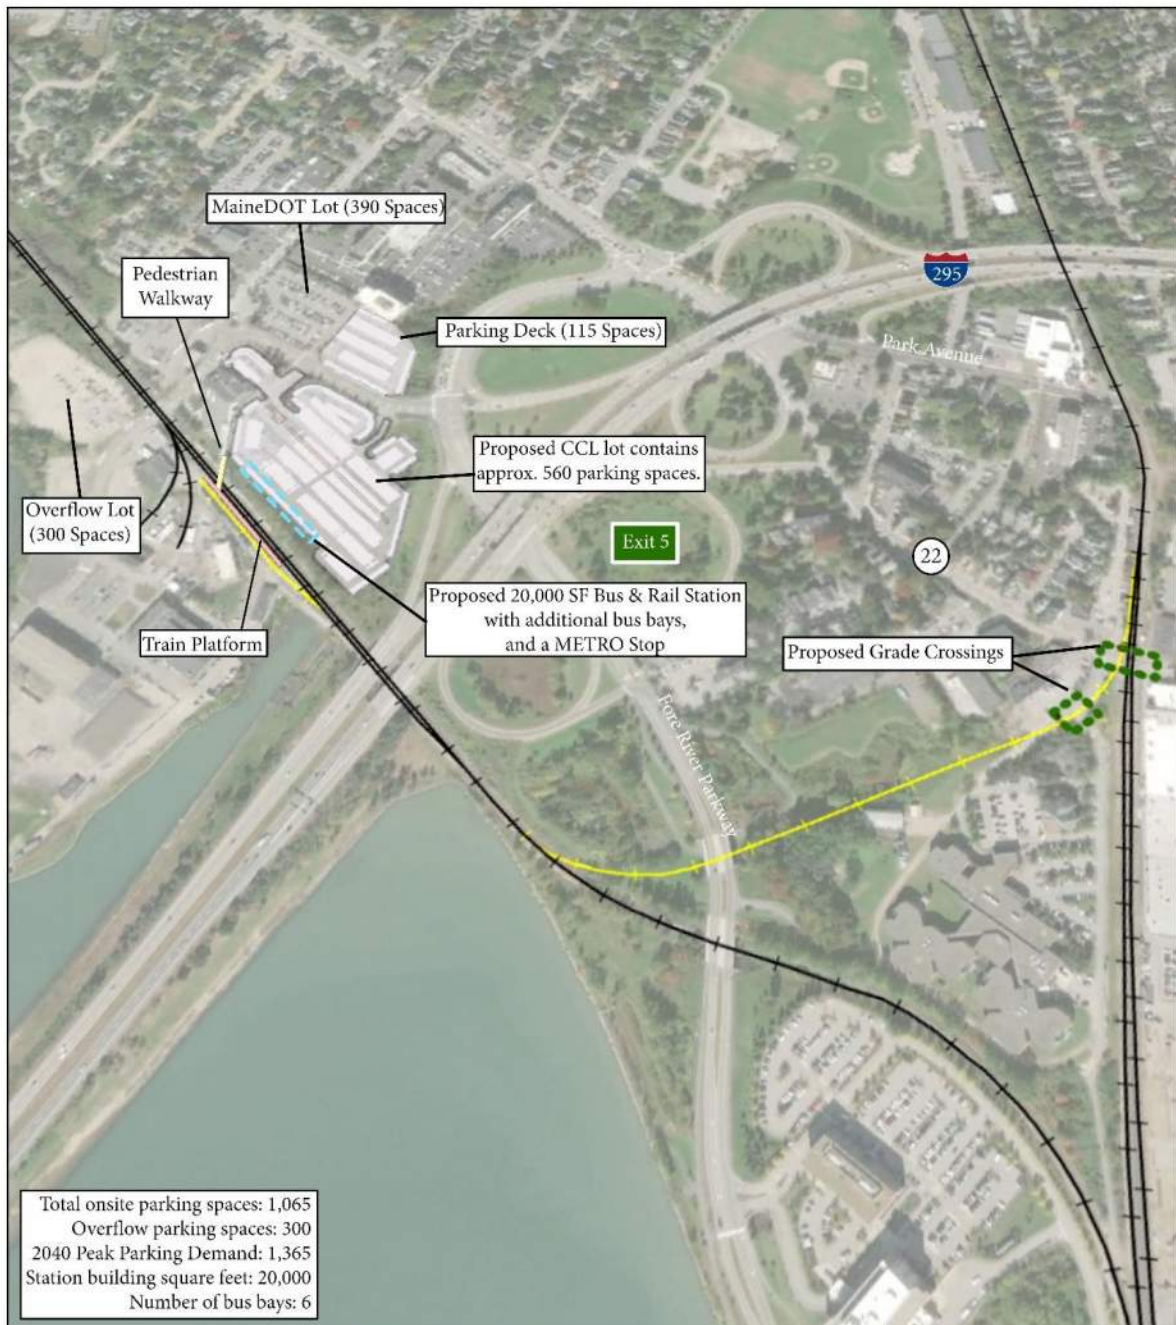 MaineDOT Lot (390 Spaces)
295
Pedestrian
Walkway
Parking Deck (115 Spaces)
Park Avenue
Proposed CCL lot contains
approx. 560 parking spaces.
Overflow Lot
(300 Spaces)
Exit 5
22
Proposed 20,000 SF Bus & Rail Station
with additional bus bays,
and a METRO Stop
Train Platform
Proposed Grade Crossings
Fore River Parkway
Total onsite parking spaces: 1,065
Overflow parking spaces: 300
2040 Peak Parking Demand: 1,365
Station building square feet: 20,000
Number of bus bays: 6